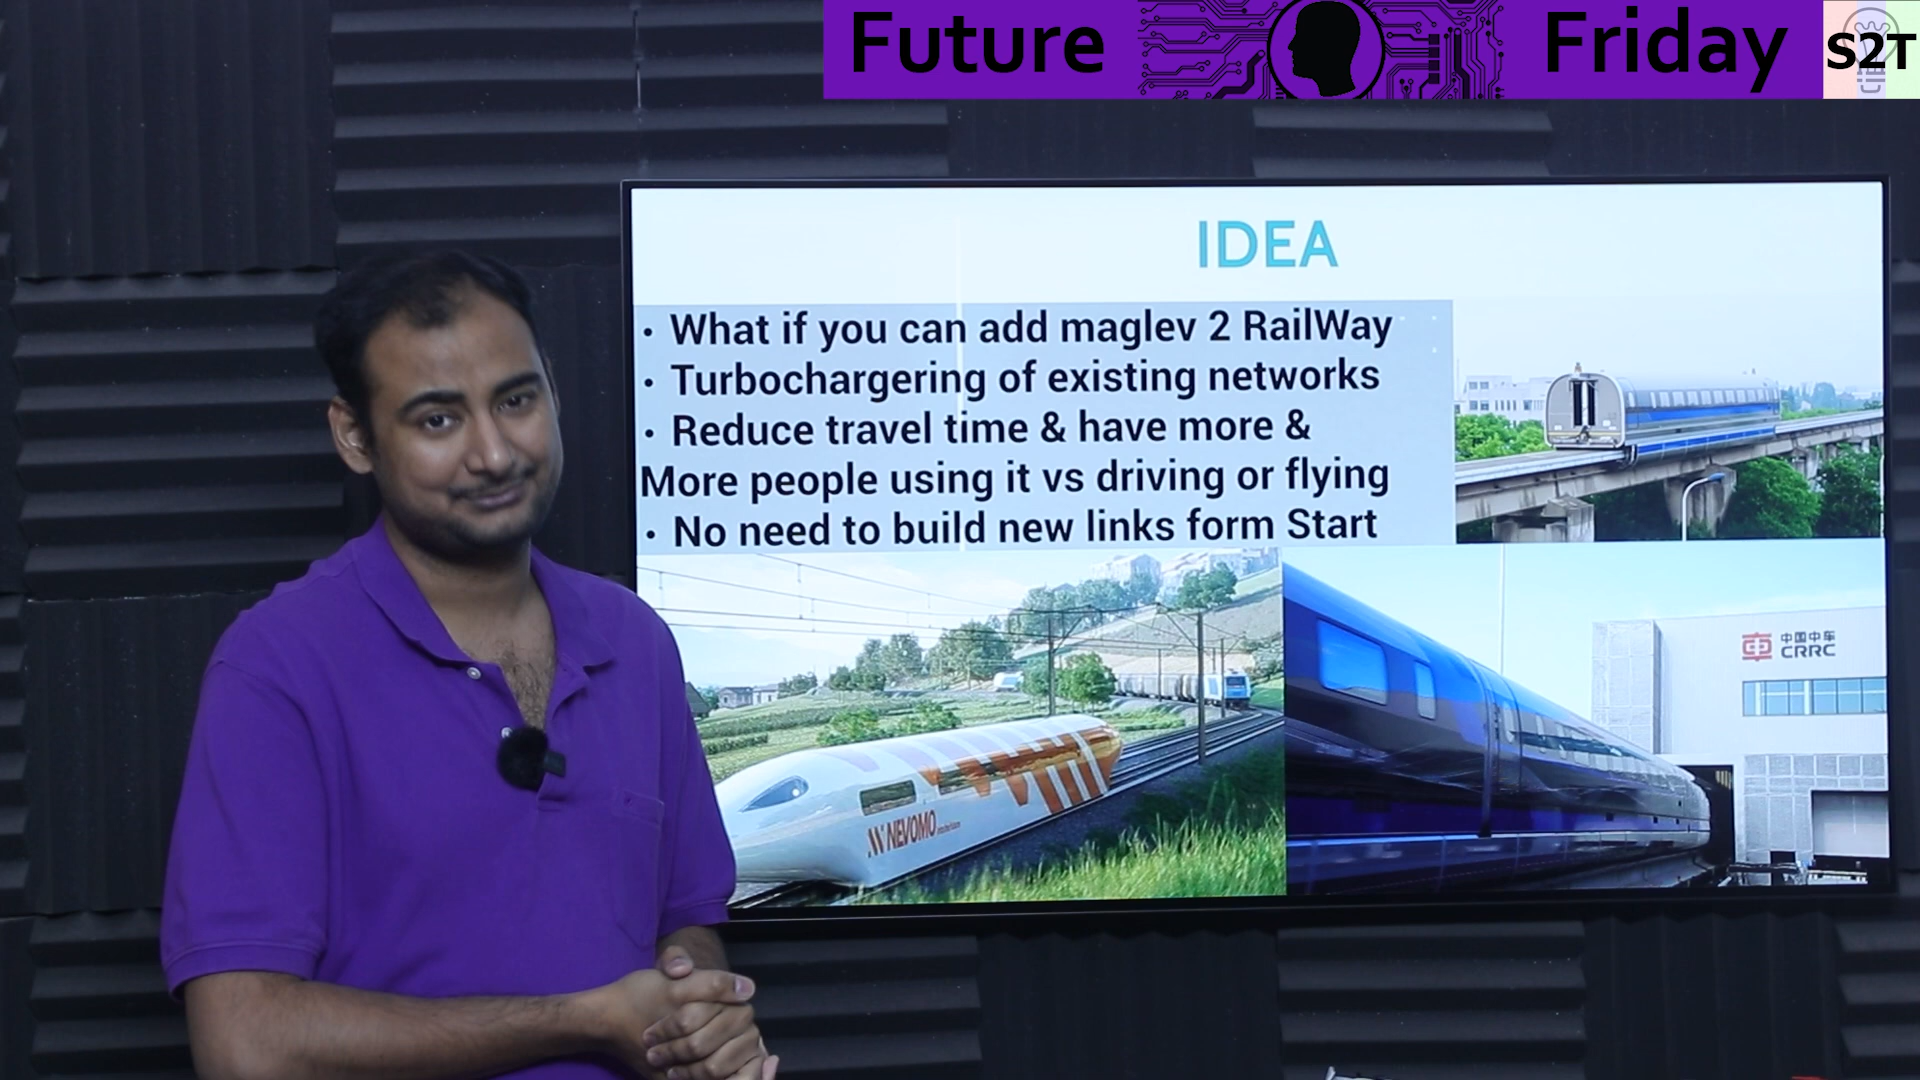 Future Friday S2T
IDEA
• What if you can add maglev 2 RailWay
• Turbochargering of existing networks
• Reduce travel time & have more &
More people using it vs driving or flying
• No need to build new links form Start
中国中车
CRRC
NEVOMO